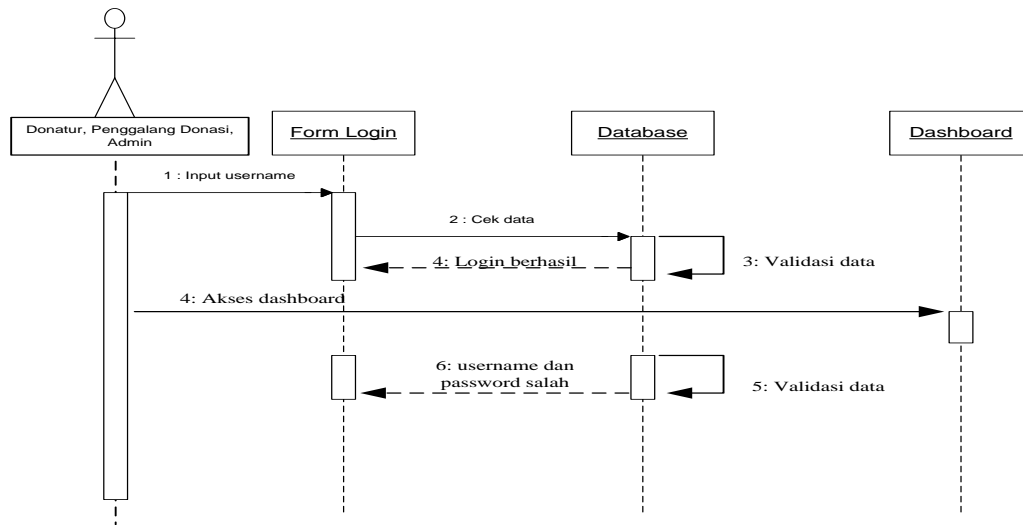 Donatur, Penggalang Donasi,
Admin
Form Login
Database
Dashboard
1 : Input username
2 : Cek data
4: Login berhasil
3: Validasi data
4: Akses dashboard
6: username dan
password salah
5: Validasi data